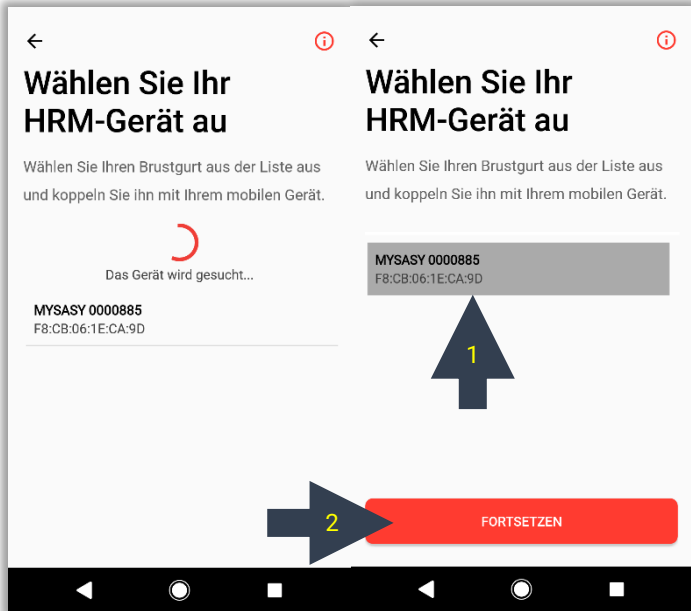 Wählen Sie Ihr
HRM-Gerät au
Wählen Sie Ihren Brustgurt aus der Liste aus
und koppeln Sie ihn mit Ihrem mobilen Gerät.
Das Gerät wird gesucht...
MYSASY 0000885
F8:CB:06:1E:CA:9D
Wählen Sie Ihr
HRM-Gerät au
Wählen Sie Ihren Brustgurt aus der Liste aus
und koppeln Sie ihn mit Ihrem mobilen Gerät.
MYSASY 0000885
F8:CB:06:1E:CA:9D
1
2
FORTSETZEN